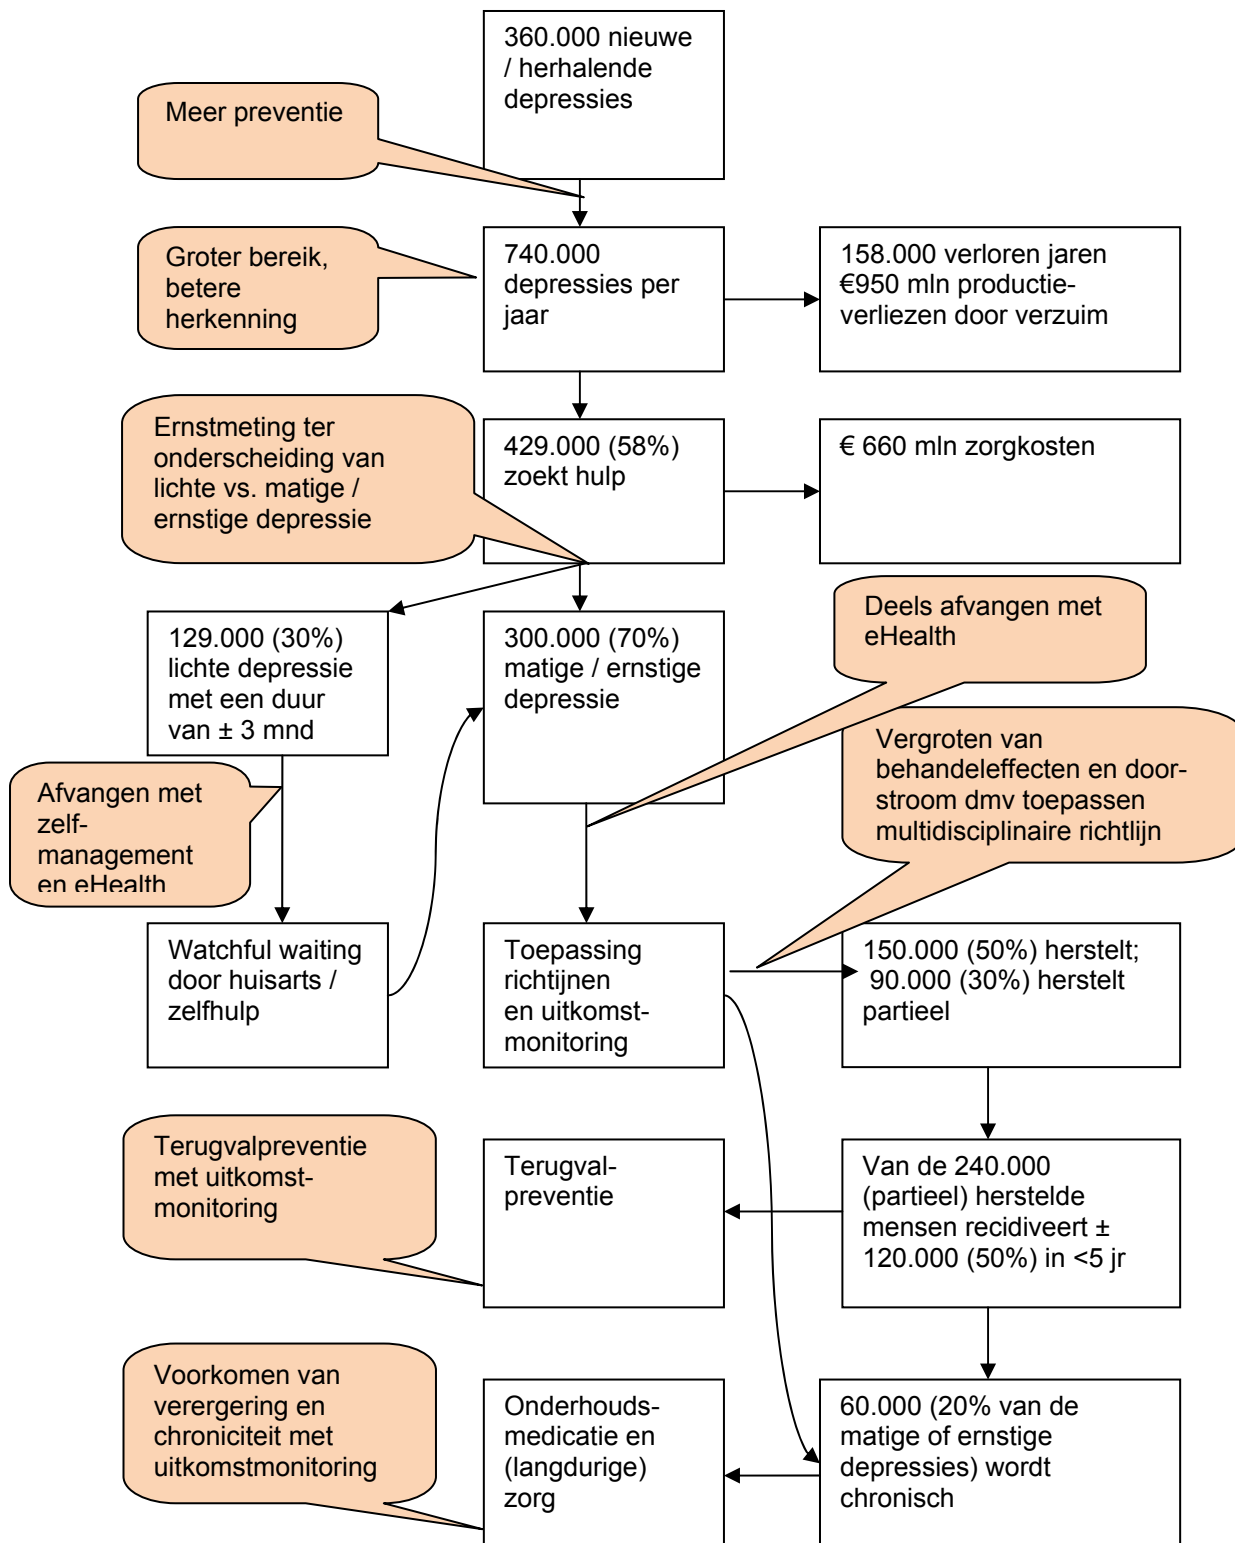 360.000 nieuwe
/ herhalende
depressies
Meer preventie
Groter bereik,
betere
herkenning
740.000
depressies per
jaar
158.000 verloren jaren
€950 mln productie-
verliezen door verzuim
Ernstmeting ter
onderscheiding van
lichte vs. matige /
ernstige depressie
429.000 (58%)
zoekt hulp
€ 660 mln zorgkosten
Deels afvangen met
eHealth
129.000 (30%)
lichte depressie
met een duur
van ± 3 mnd
300.000 (70%)
matige / ernstige
depressie
Vergroten van
behandeleffecten en door-
stroom dmv toepassen
multidisciplinaire richtlijn
Afvangen met
zelf-
management
en eHealth
Watchful waiting
door huisarts /
zelfhulp
Toepassing
richtijnen
en uitkomst-
monitoring
150.000 (50%) herstelt;
90.000 (30%) herstelt
partieel
Terugvalpreventie
met uitkomst-
monitoring
Terugval-
preventie
Van de 240.000
(partieel) herstelde
mensen recidiveert ±
120.000 (50%) in <5 jr
Voorkomen van
verergering en
chroniciteit met
uitkomstmonitoring
Onderhouds-
medicatie en
(langdurige)
zorg
60.000 (20% van de
matige of ernstige
depressies) wordt
chronisch